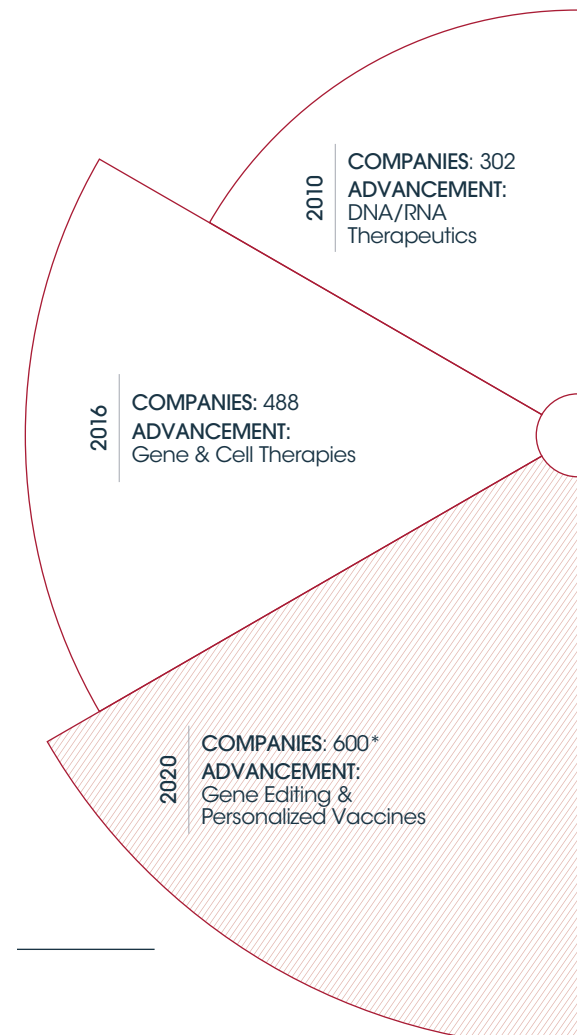 2010
COMPANIES: 302
ADVANCEMENT:
DNA/RNA
Therapeutics
2016
COMPANIES: 488
ADVANCEMENT:
Gene & Cell Therapies
2020
COMPANIES: 600*
ADVANCEMENT:
Gene Editing &
Personalized Vaccines